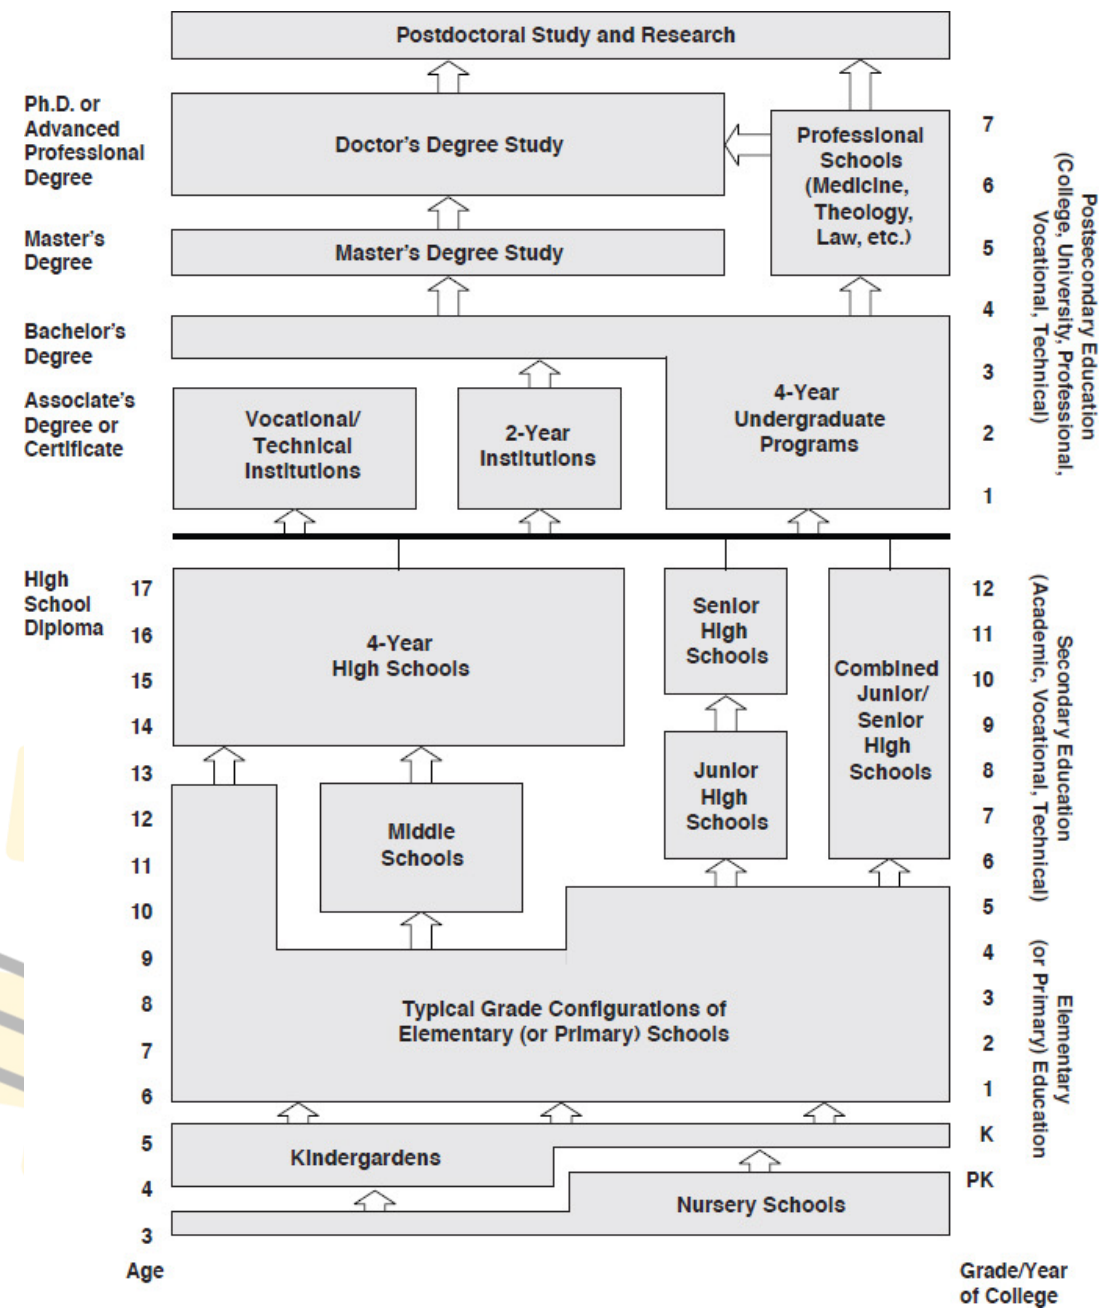 Postdoctoral Study and Research
Ph.D. or
Advanced
Professional
Degree
Doctor's Degree Study
Professional
Schools
(Medicine,
Theology,
Law, etc.)
7
6
5
Master's
Degree
Master's Degree Study
Bachelor's
Degree
4
3
2
1
4-Year
Undergraduate
Programs
Associate's
Degree or
Certificate
Vocational/
Technical
Institutions
2-Year
Institutions
Postsecondary Education
(College, University, Professional,
Vocational, Technical)
High
School
Diploma
17
16
15
14
13
12
11
10
9
8
7
6
5
4
3
4-Year
High Schools
Senior
High
Schools
Combined
Junior/
Senior
High
Schools
Junior
High
Schools
Middle
Schools
12
11
10
9
8
7
6
5
4
3
2
1
K
PK
Secondary Education
(Academic, Vocational, Technical)
Typical Grade Configurations of
Elementary (or Primary) Schools
Elementary
(or Primary) Education
Kindergardens
Nursery Schools
Age
Grade/Year
of College